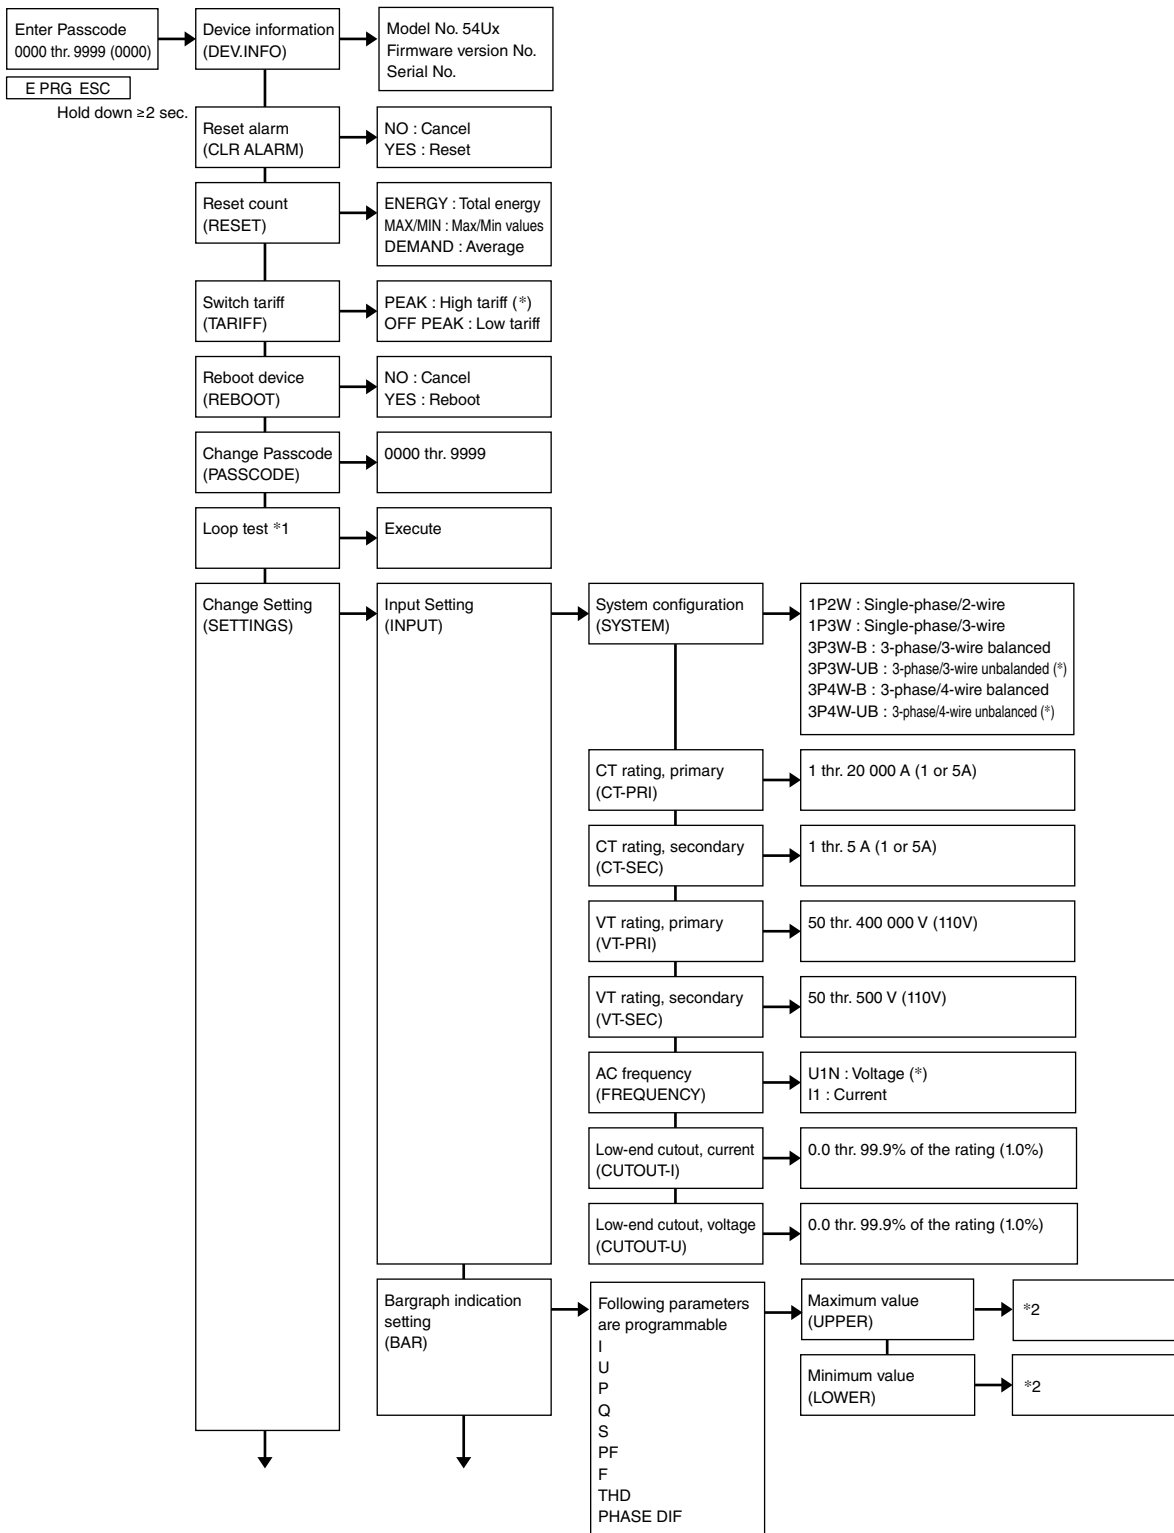 Enter Passcode
0000 thr. 9999 (0000)
E PRG ESC
Hold down ≥2 sec.
Device information
(DEV.INFO)
Model No. 54Ux
Firmware version No.
Serial No.
Reset alarm
(CLR ALARM)
NO : Cancel
YES : Reset
Reset count
(RESET)
ENERGY : Total energy
MAX/MIN : Max/Min values
DEMAND : Average
Switch tariff
(TARIFF)
PEAK : High tariff (*)
OFF PEAK : Low tariff
Reboot device
(REBOOT)
NO : Cancel
YES : Reboot
Change Passcode
(PASSCODE)
0000 thr. 9999
Loop test *1
Execute
Change Setting
(SETTINGS)
Input Setting
(INPUT)
System configuration
(SYSTEM)
1P2W : Single-phase/2-wire
1P3W : Single-phase/3-wire
3P3W-B : 3-phase/3-wire balanced
3P3W-UB : 3-phase/3-wire unbalanded (*)
3P4W-B : 3-phase/4-wire balanced
3P4W-UB : 3-phase/4-wire unbalanced (*)
CT rating, primary
(CT-PRI)
1 thr. 20 000 A (1 or 5A)
CT rating, secondary
(CT-SEC)
1 thr. 5 A (1 or 5A)
VT rating, primary
(VT-PRI)
50 thr. 400 000 V (110V)
VT rating, secondary
(VT-SEC)
50 thr. 500 V (110V)
AC frequency
(FREQUENCY)
U1N : Voltage (*)
I1 : Current
Low-end cutout, current
(CUTOUT-I)
0.0 thr. 99.9% of the rating (1.0%)
Low-end cutout, voltage
(CUTOUT-U)
0.0 thr. 99.9% of the rating (1.0%)
Bargraph indication
setting
(BAR)
Following parameters
are programmable
I
U
P
Q
S
PF
F
THD
PHASE DIF
Maximum value
(UPPER)
*2
Minimum value
(LOWER)
*2